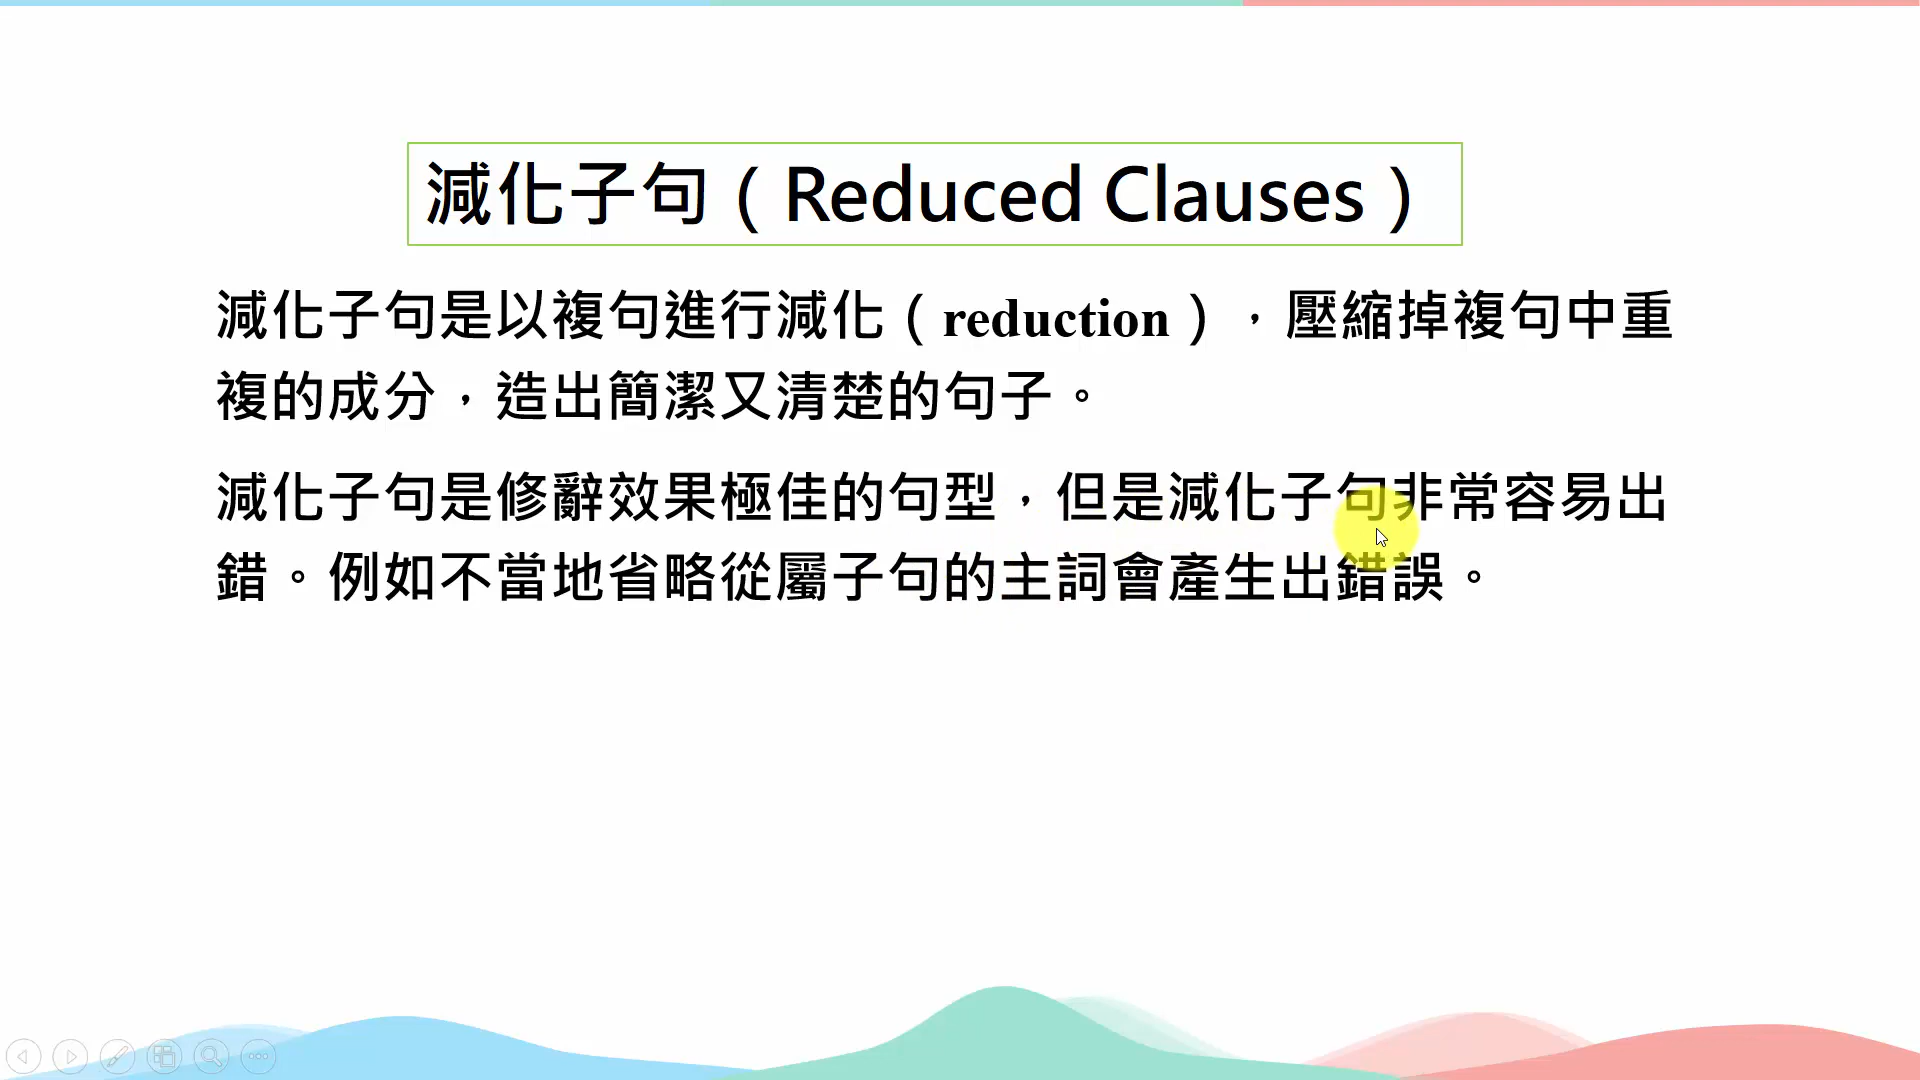 減化子句（Reduced Clauses）
減化子句是以複句進行減化（reduction），壓縮掉複句中重
複的成分，造出簡潔又清楚的句子。
減化子句是修辭效果極佳的句型，但是減化子句非常容易出
錯。例如不當地省略從屬子句的主詞會產生出錯誤。